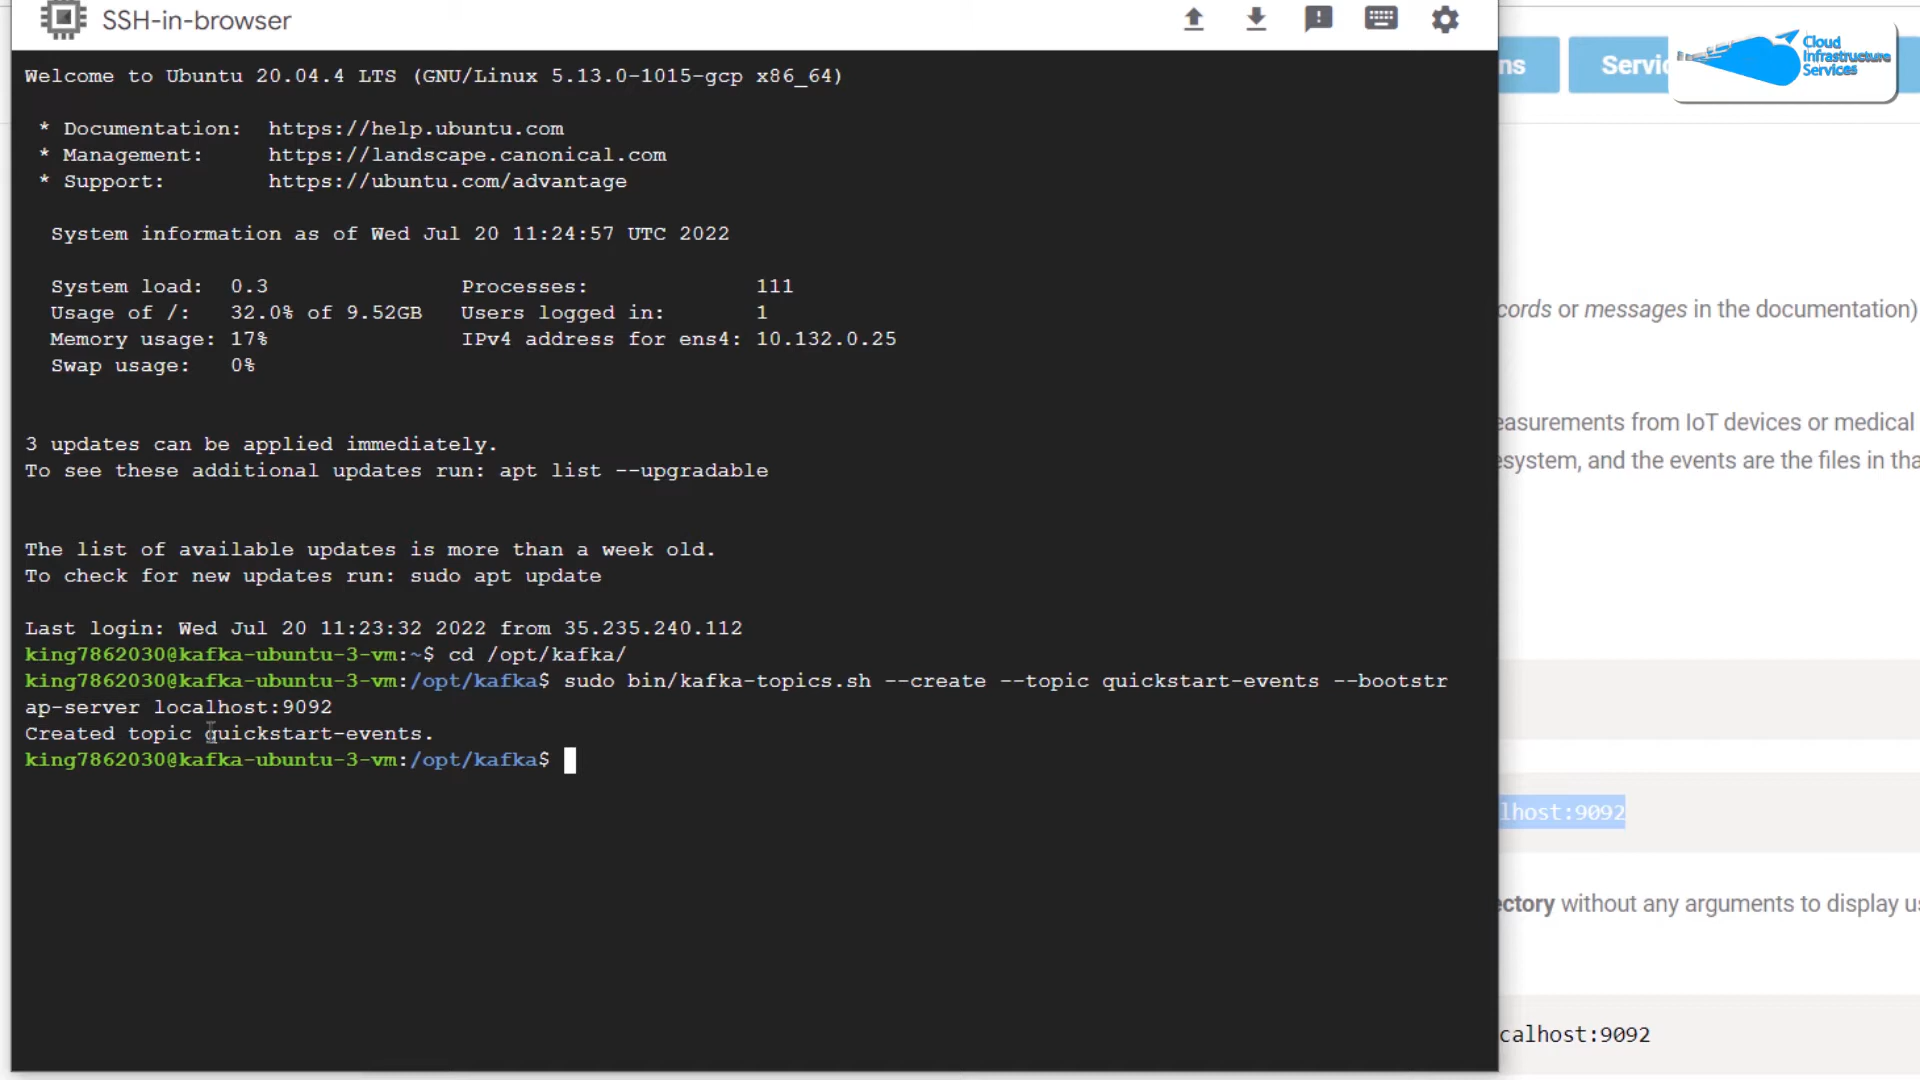 SSH-in-browser
Welcome to Ubuntu 20.04.4 LTS (GNU/Linux 5.13.0-1015-gcp x86_64)
* Documentation: https://help.ubuntu.com
* Management: https://landscape.canonical.com
* Support: https://ubuntu.com/advantage
System information as of Wed Jul 20 11:24:57 UTC 2022
System load: 0.3 Processes: 111
Usage of /: 32.0% of 9.52GB Users logged in: 1
Memory usage: 17% IPv4 address for ens4: 10.132.0.25
Swap usage: 0%
3 updates can be applied immediately.
To see these additional updates run: apt list --upgradable
The list of available updates is more than a week old.
To check for new updates run: sudo apt update
Last login: Wed Jul 20 11:23:32 2022 from 35.235.240.112
king7862030@kafka-ubuntu-3-vm:~$ cd /opt/kafka/
king7862030@kafka-ubuntu-3-vm:/opt/kafka$ sudo bin/kafka-topics.sh --create --topic quickstart-events --bootstr
ap-server localhost:9092
Created topic quickstart-events.
king7862030@kafka-ubuntu-3-vm:/opt/kafka$
ns
Servic
Cloud
Infrastructure
Services
cords or messages in the documentation)
easurements from IoT devices or medical
esystem, and the events are the files in tha
lhost:9092
ectory without any arguments to display us
calhost:9092